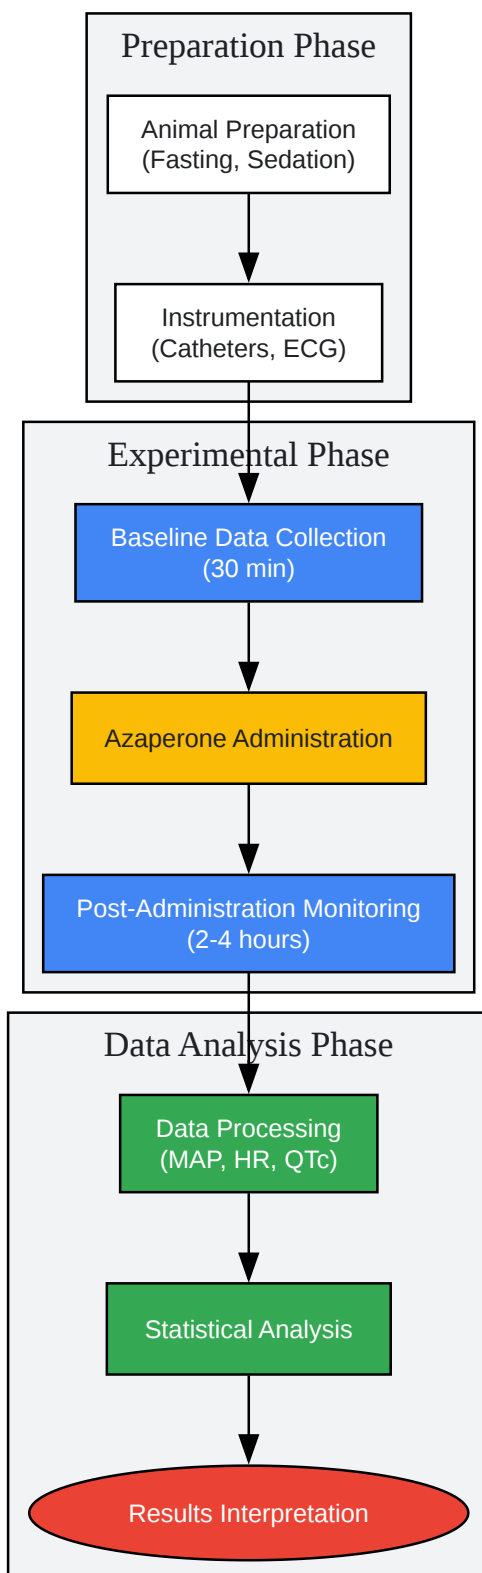 Preparation Phase
Animal Preparation
(Fasting, Sedation)
Instrumentation
(Catheters, ECG)
Experimental Phase
Baseline Data Collection
(30 min)
Azaperone Administration
Post-Administration Monitoring
(2-4 hours)
Data Analysis Phase
Data Processing
(MAP, HR, QTc)
Statistical Analysis
Results Interpretation